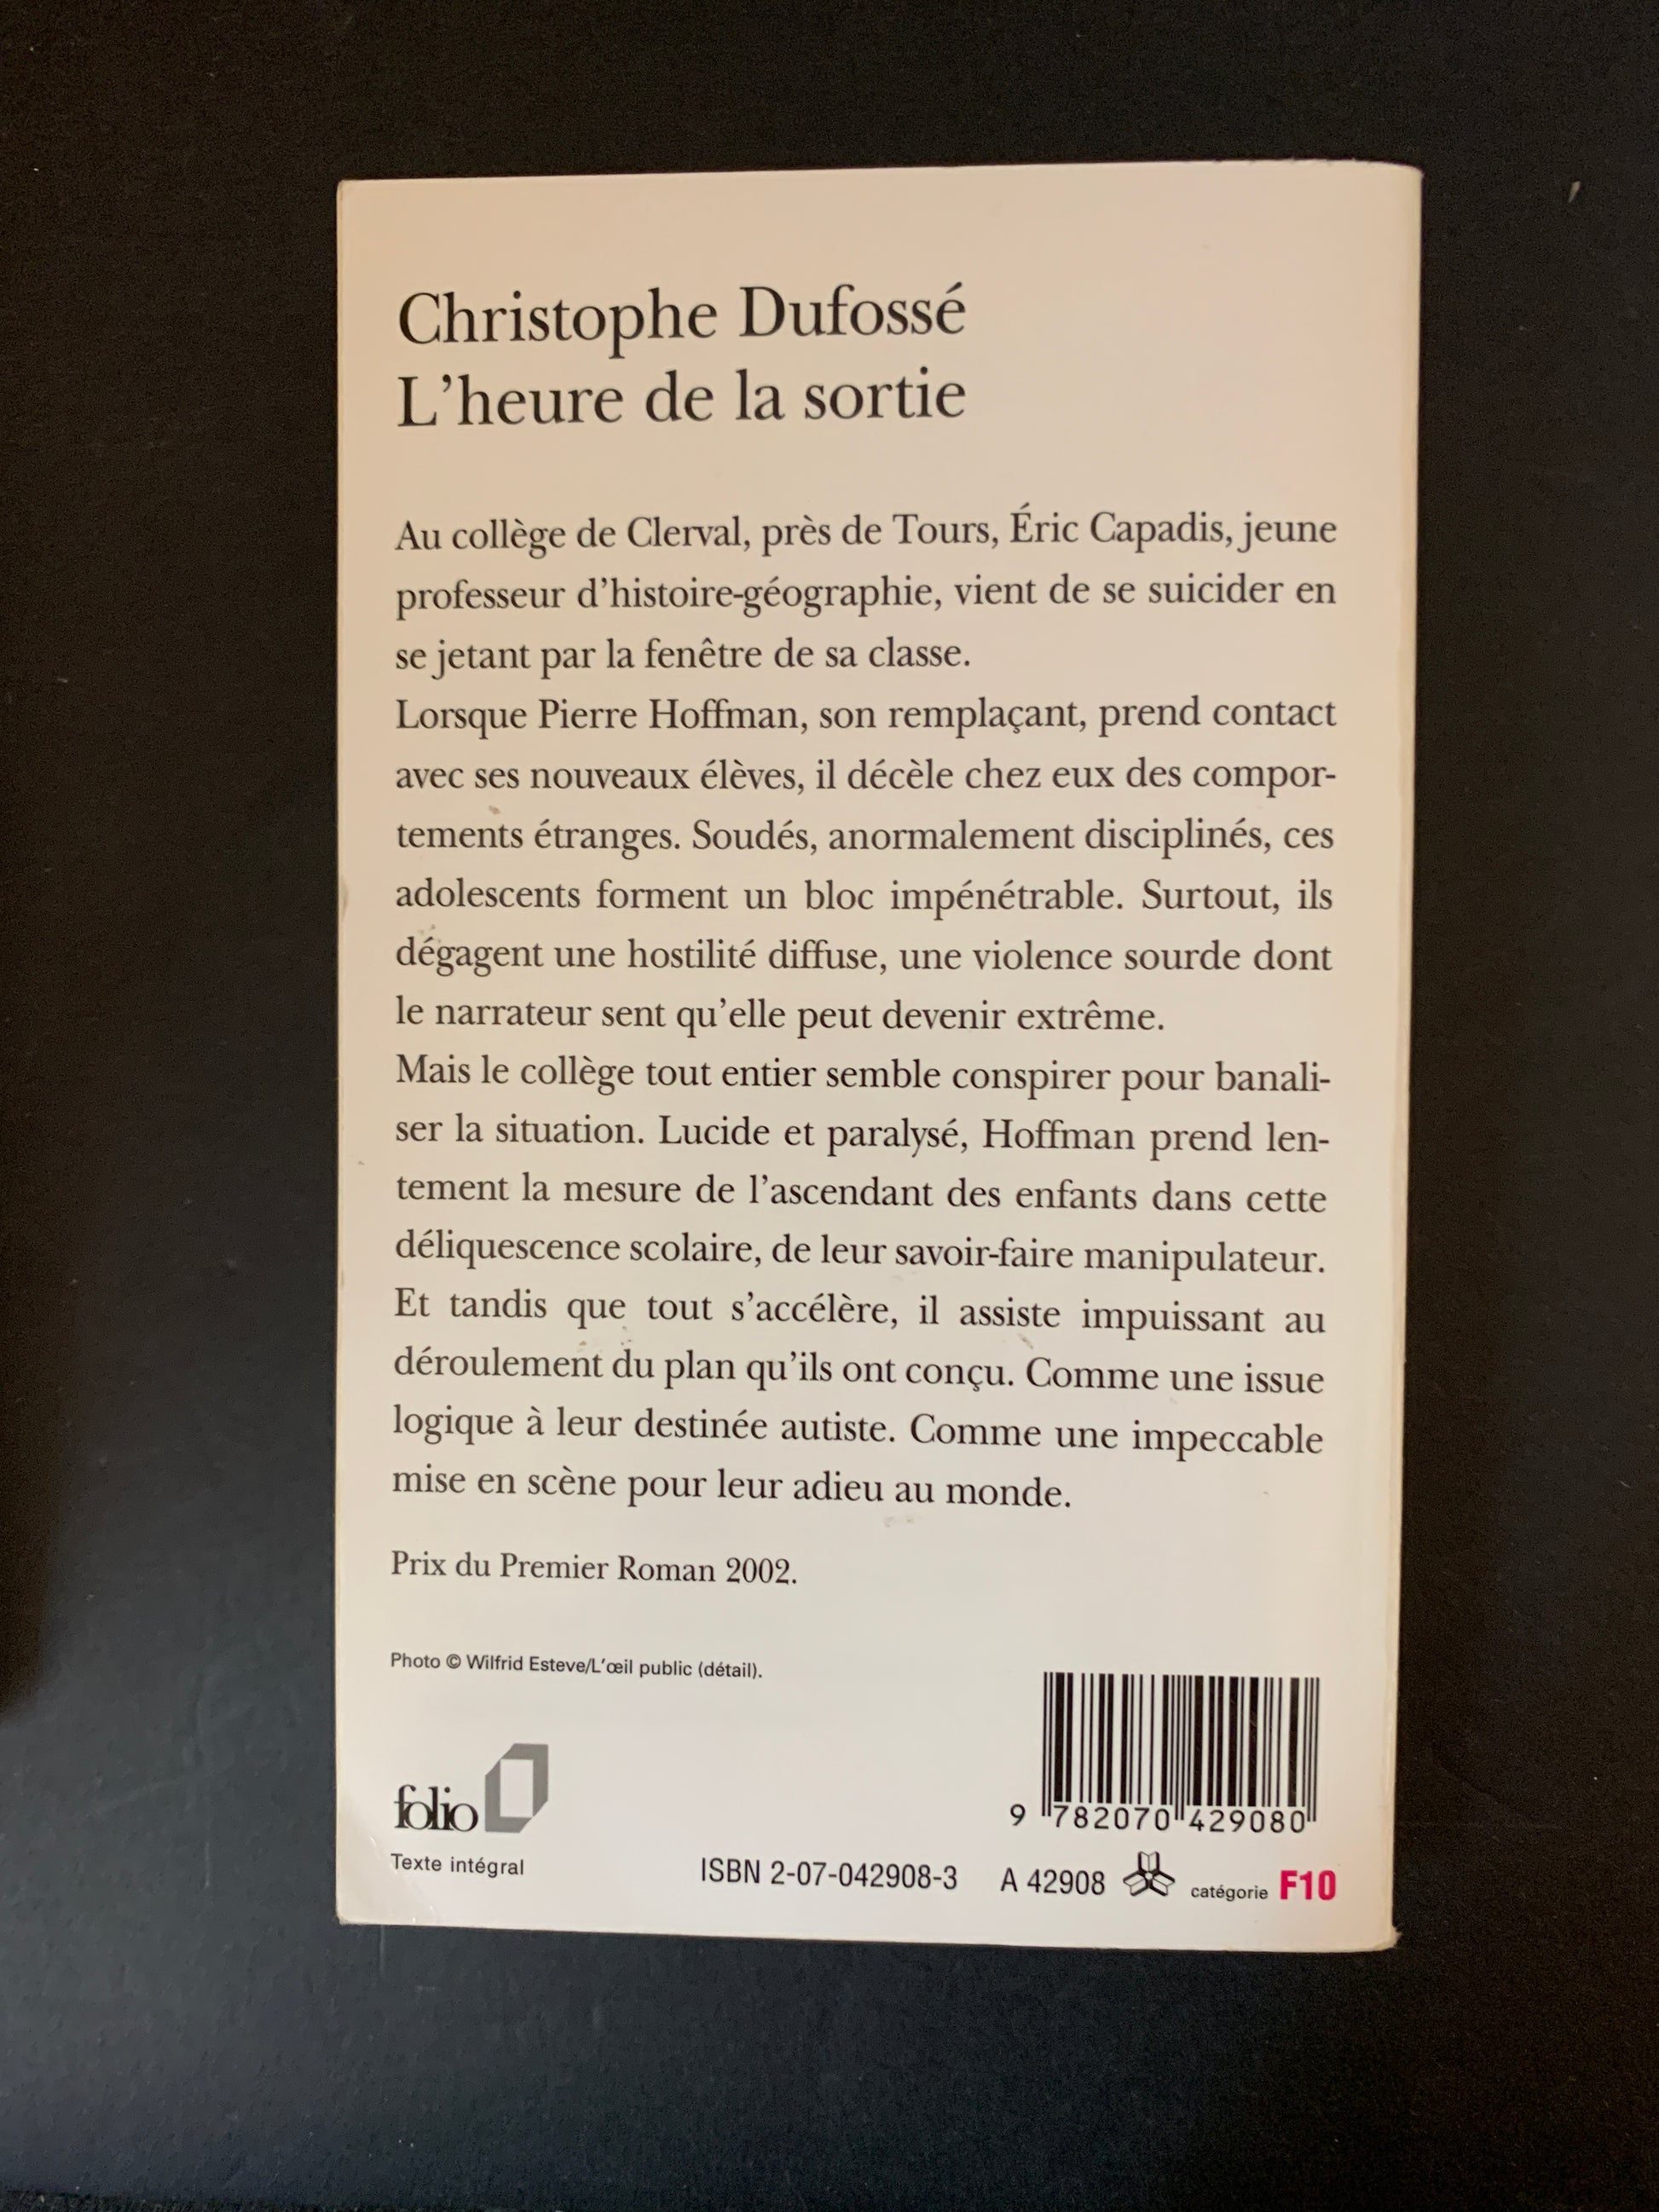 Christophe Dufossé
L'heure de la sortie
Au collège de Clerval, près de Tours, Éric Capadis, jeune
professeur d'histoire-géographie, vient de se suicider en
se jetant par la fenêtre de sa classe.
Lorsque Pierre Hoffman, son remplaçant, prend contact
avec ses nouveaux élèves, il décèle chez eux des compor-
tements étranges. Soudés, anormalement disciplinés, ces
adolescents forment un bloc impénétrable. Surtout, ils
dégagent une hostilité diffuse, une violence sourde dont
le narrateur sent qu'elle peut devenir extrême.
Mais le collège tout entier semble conspirer pour banali-
ser la situation. Lucide et paralysé, Hoffman prend len-
tement la mesure de l'ascendant des enfants dans cette
déliquescence scolaire, de leur savoir-faire manipulateur.
Et tandis que tout s'accélère, il assiste impuissant au
déroulement du plan qu'ils ont conçu. Comme une issue
logique à leur destinée autiste. Comme une impeccable
mise en scène pour leur adieu au monde.
Prix du Premier Roman 2002.
Photo © Wilfrid Esteve/L'œil public (détail).
folio
Texte intégral
9 782070 429080
ISBN 2-07-042908-3 A 42908 catégorie F10